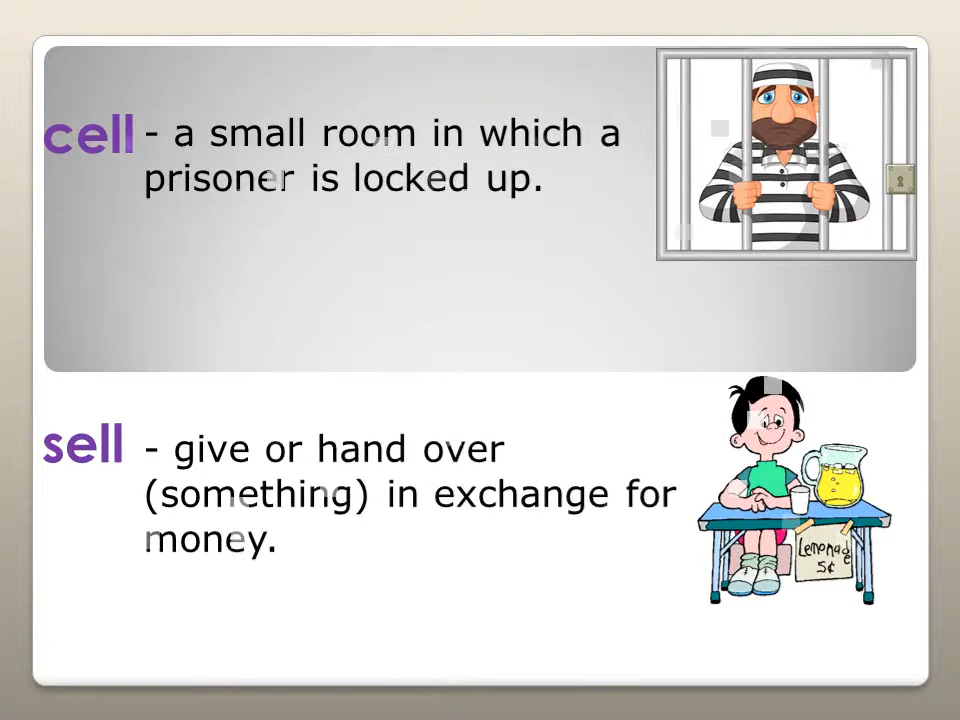 cell - a small room in which a
prisoner is locked up.
sell - give or hand over
(something) in exchange for
money.
Lemonade
5¢